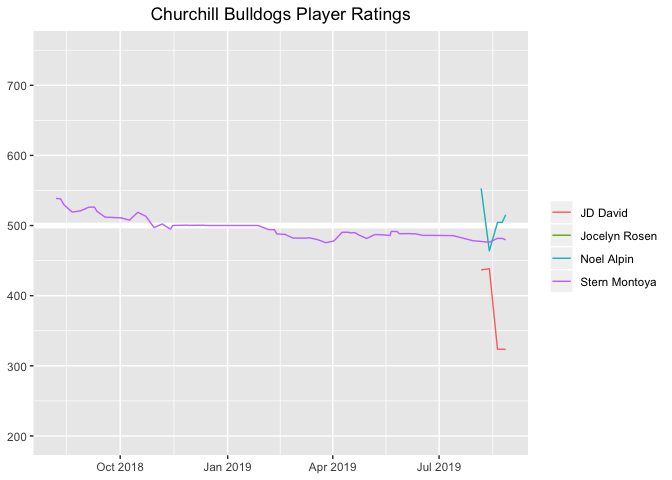 Churchill Bulldogs Player Ratings
700
600
500
400
300
200
Oct 2018
Jan 2019
Apr 2019
Jul 2019
JD David
Jocelyn Rosen
Noel Alpin
Stern Montoya